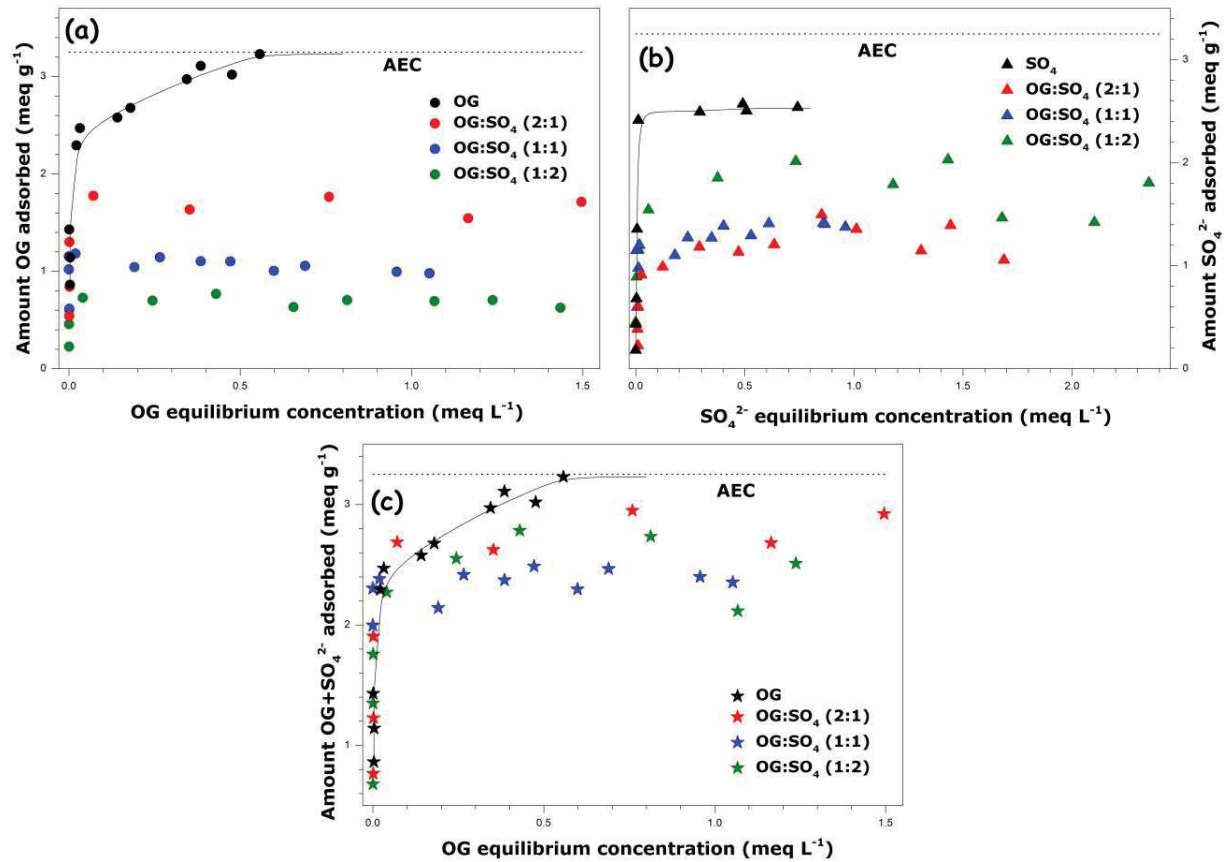 (a)
AEC
OG
OG:SO₄ (2:1)
OG:SO₄ (1:1)
OG:SO₄ (1:2)
Amount OG adsorbed (meq g⁻¹)
3
2
1
0
0.0 0.5 1.0 1.5
OG equilibrium concentration (meq L⁻¹)
(b)
AEC
SO₄
OG:SO₄ (2:1)
OG:SO₄ (1:1)
OG:SO₄ (1:2)
Amount SO₄²⁻ adsorbed (meq g⁻¹)
3
2
1
0
0.0 0.5 1.0 1.5 2.0
SO₄²⁻ equilibrium concentration (meq L⁻¹)
(c)
AEC
OG
OG:SO₄ (2:1)
OG:SO₄ (1:1)
OG:SO₄ (1:2)
Amount OG+SO₄²⁻ adsorbed (meq g⁻¹)
3
2
1
0.0 0.5 1.0 1.5
OG equilibrium concentration (meq L⁻¹)